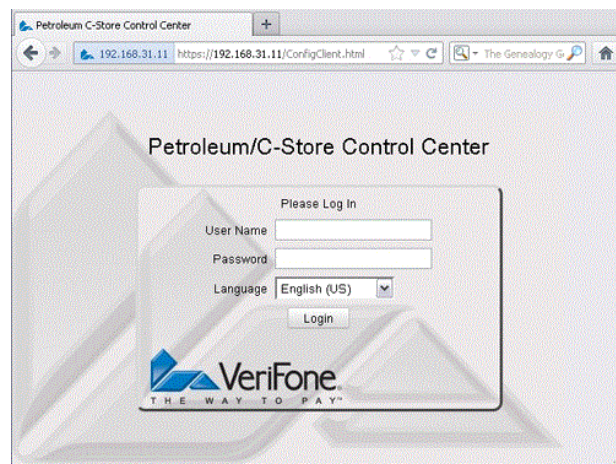 Petroleum C-Store Control Center
+
192.168.31.11 https://192.168.31.11/ConfigClient.html The Genealogy G
Petroleum/C-Store Control Center
Please Log In
User Name
Password
Language English (US)
Login
VeriFone.
THE WAY TO PAY™